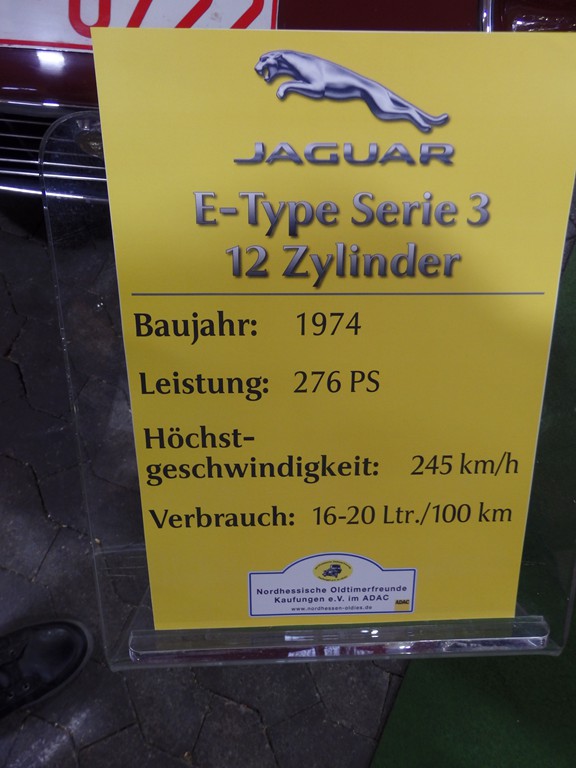 JAGUAR
E-Type Serie 3
12 Zylinder
Baujahr: 1974
Leistung: 276 PS
Höchst-
geschwindigkeit: 245 km/h
Verbrauch: 16-20 Ltr./100 km
Nordhessische Oldtimerfreunde
Kaufungen e.V. im ADAC
www.nordhessen-oldies.de
ADAC